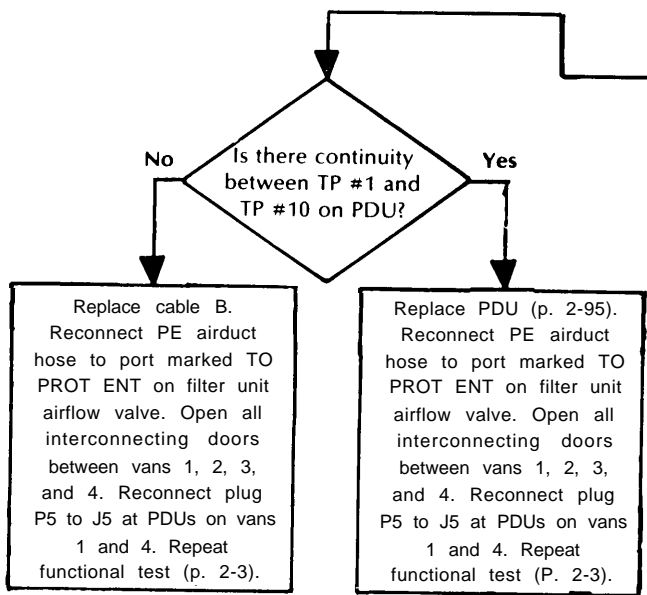 Is there continuity
between TP #1 and
TP #10 on PDU?
No
Yes
Replace cable B.
Reconnect PE airduct
hose to port marked TO
PROT ENT on filter unit
airflow valve. Open all
interconnecting doors
between vans 1, 2, 3,
and 4. Reconnect plug
P5 to J5 at PDUs on vans
1 and 4. Repeat
functional test (p. 2-3).
Replace PDU (p. 2-95).
Reconnect PE airduct
hose to port marked TO
PROT ENT on filter unit
airflow valve. Open all
interconnecting doors
between vans 1, 2, 3,
and 4. Reconnect plug
P5 to J5 at PDUs on vans
1 and 4. Repeat
functional test (P. 2-3).